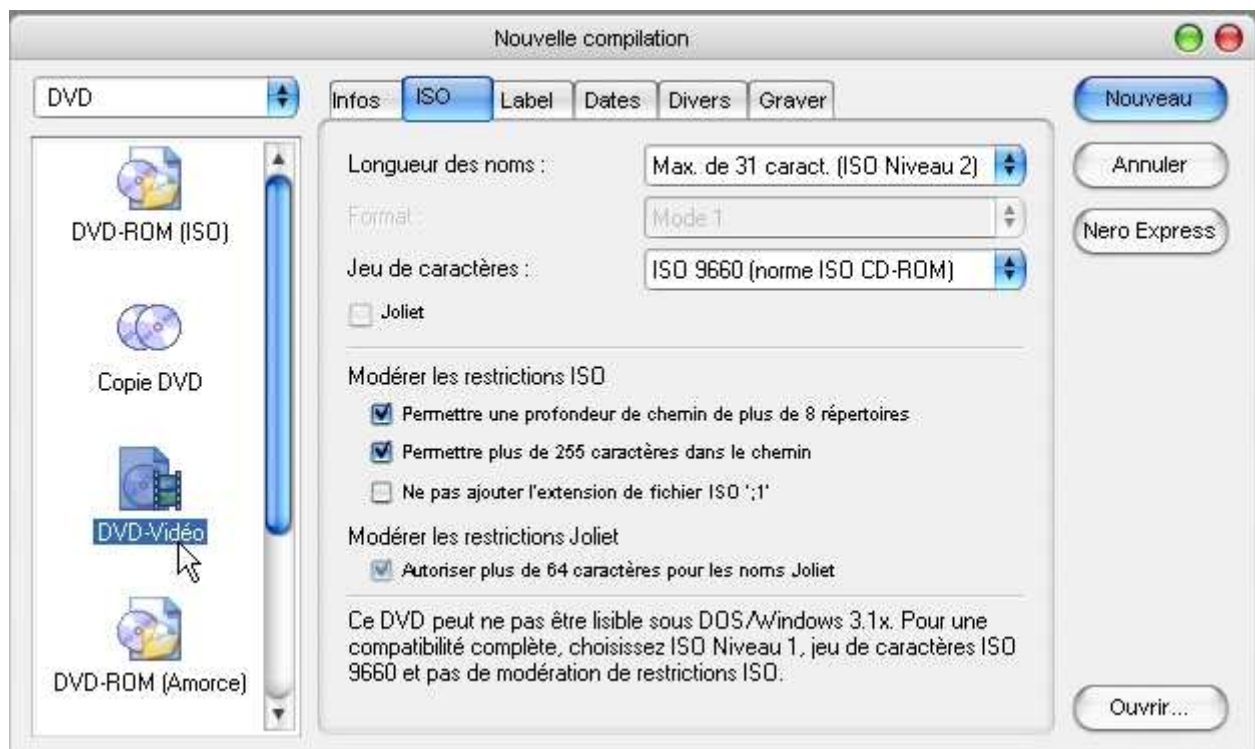 Nouvelle compilation
DVD
DVD-ROM (ISO)
Copie DVD
DVD-Vidéo
DVD-ROM (Amorce)
Infos
ISO
Label
Dates
Divers
Graver
Longueur des noms :
Max. de 31 caract. (ISO Niveau 2)
Format :
Mode 1
Jeu de caractères :
ISO 9660 (norme ISO CD-ROM)
Joliet
Modérer les restrictions ISO
Permettre une profondeur de chemin de plus de 8 répertoires
Permettre plus de 255 caractères dans le chemin
Ne pas ajouter l'extension de fichier ISO ';1'
Modérer les restrictions Joliet
Autoriser plus de 64 caractères pour les noms Joliet
Ce DVD peut ne pas être lisible sous DOS/Windows 3.1x. Pour une
compatibilité complète, choisissez ISO Niveau 1, jeu de caractères ISO
9660 et pas de modération de restrictions ISO.
Nouveau
Annuler
Nero Express
Ouvrir...